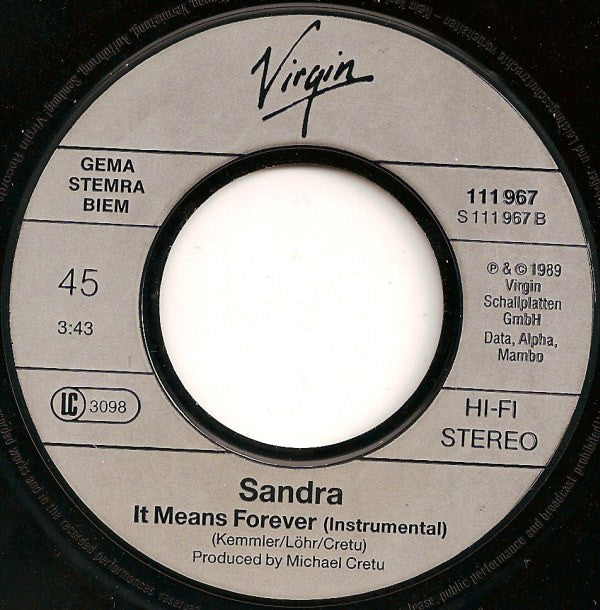 Virgin
GEMA
STEMRA
BIEM
111 967
S 111 967 B
45
3:43
℗ & © 1989
Virgin
Schallplatten
GmbH
Data, Alpha,
Mambo
LC 3098
HI-FI
STEREO
Sandra
It Means Forever (Instrumental)
(Kemmler/Löhr/Cretu)
Produced by Michael Cretu